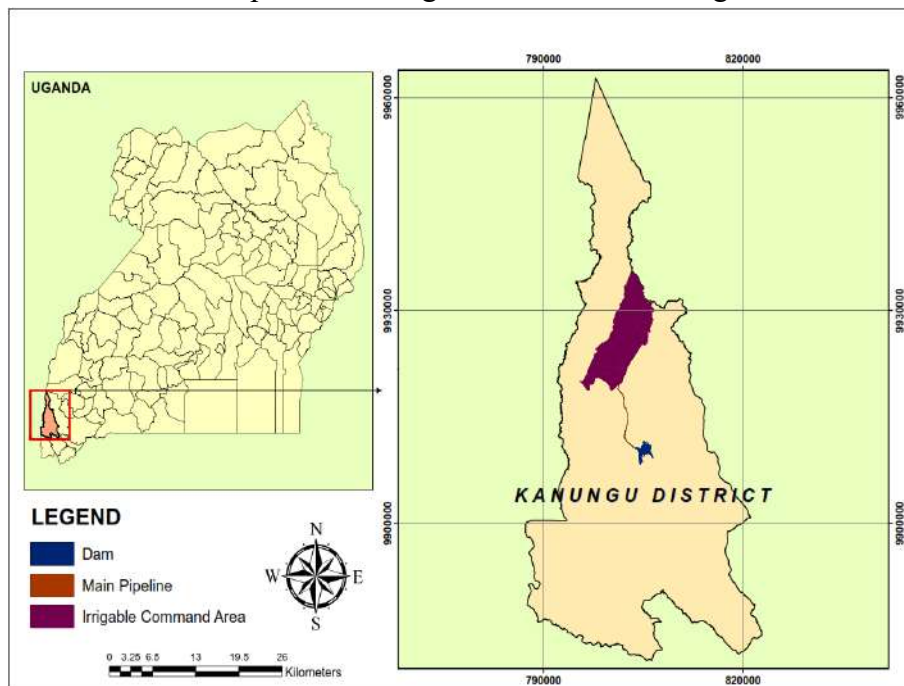 UGANDA
790000
820000
9960000
9960000
9930000
9930000
KANUNGU DISTRICT
9900000
9900000
790000
820000
LEGEND
Dam
Main Pipeline
Irrigable Command Area
N
W E
S
0 3.25 6.5 13 19.5 26
Kilometers